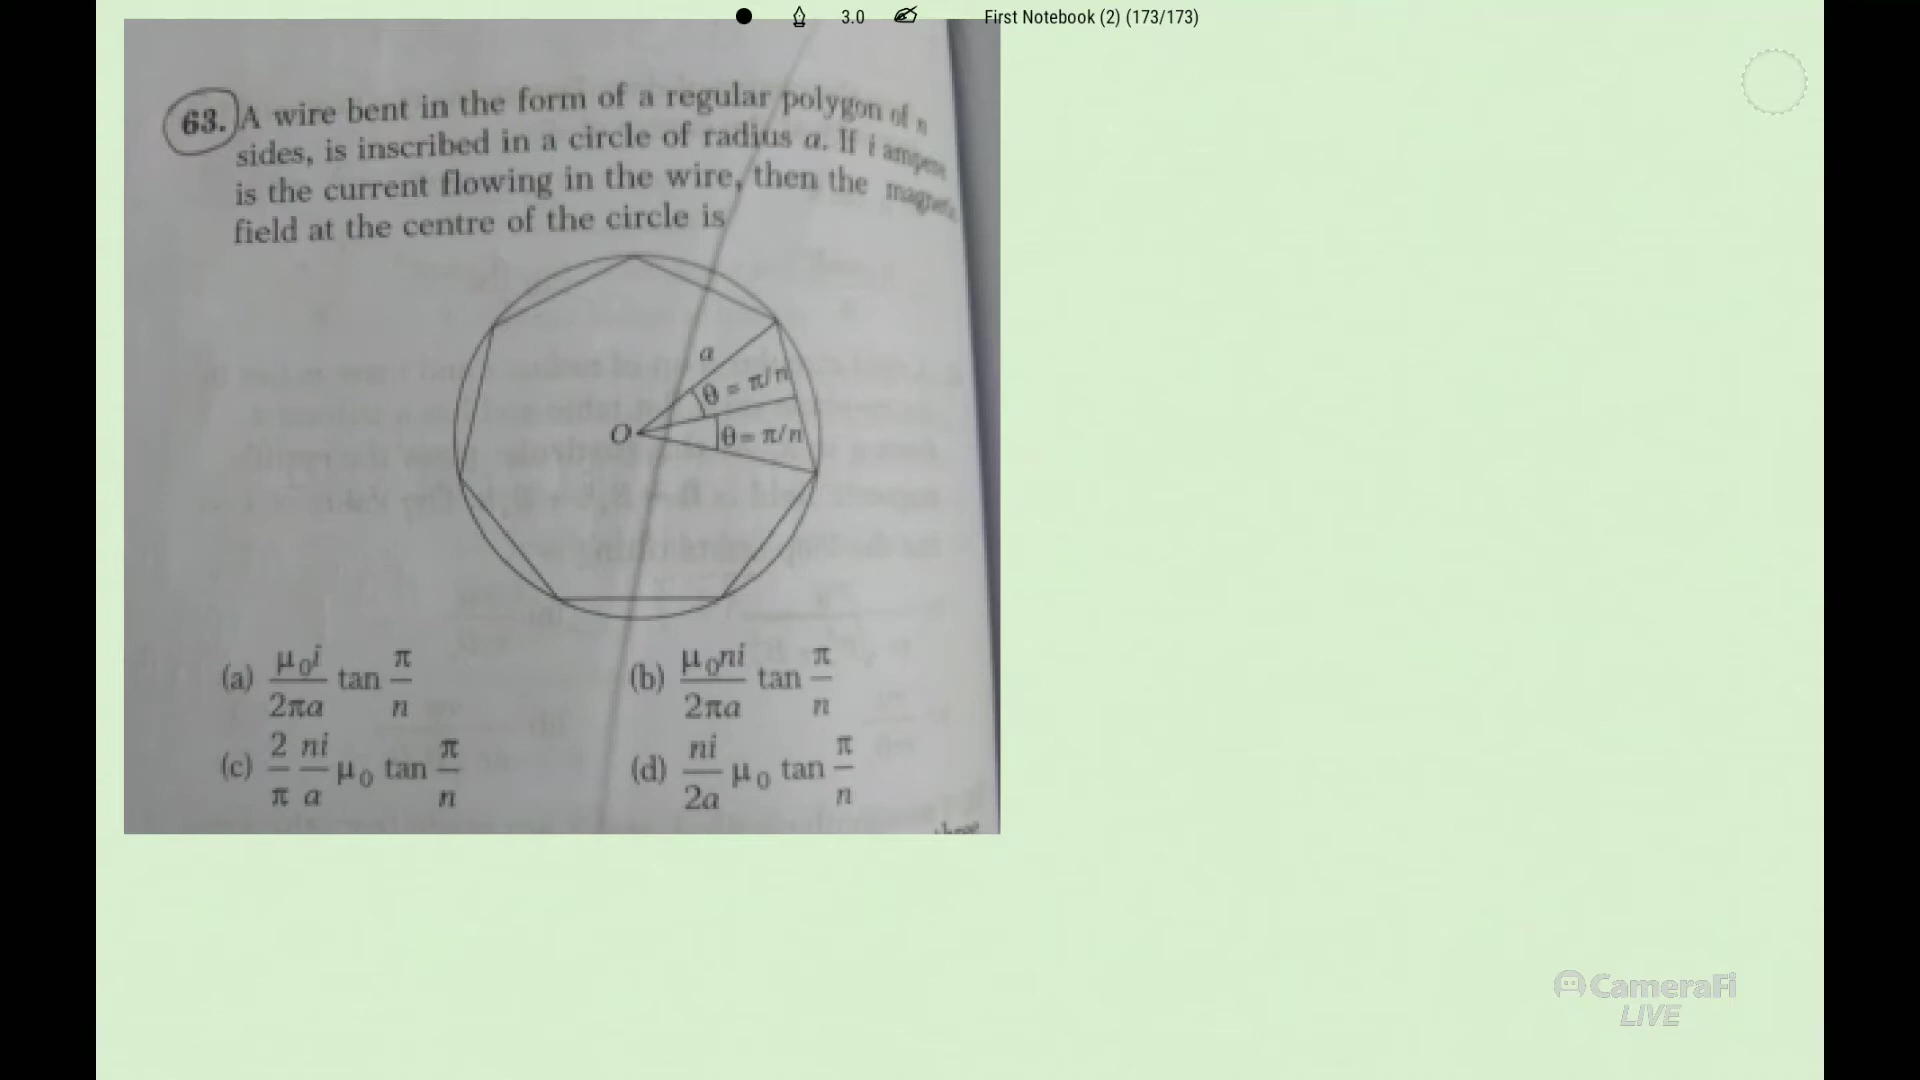 3.0 First Notebook (2) (173/173)
63. A wire bent in the form of a regular polygon of n
sides, is inscribed in a circle of radius a. If i ampere
is the current flowing in the wire, then the magnetic
field at the centre of the circle is
a
θ = π/n
O
θ = π/n
(a) μ₀i/2πa tan π/n (b) μ₀ni/2πa tan π/n
(c) 2/π ni/a μ₀ tan π/n (d) ni/2a μ₀ tan π/n
CameraFi
LIVE